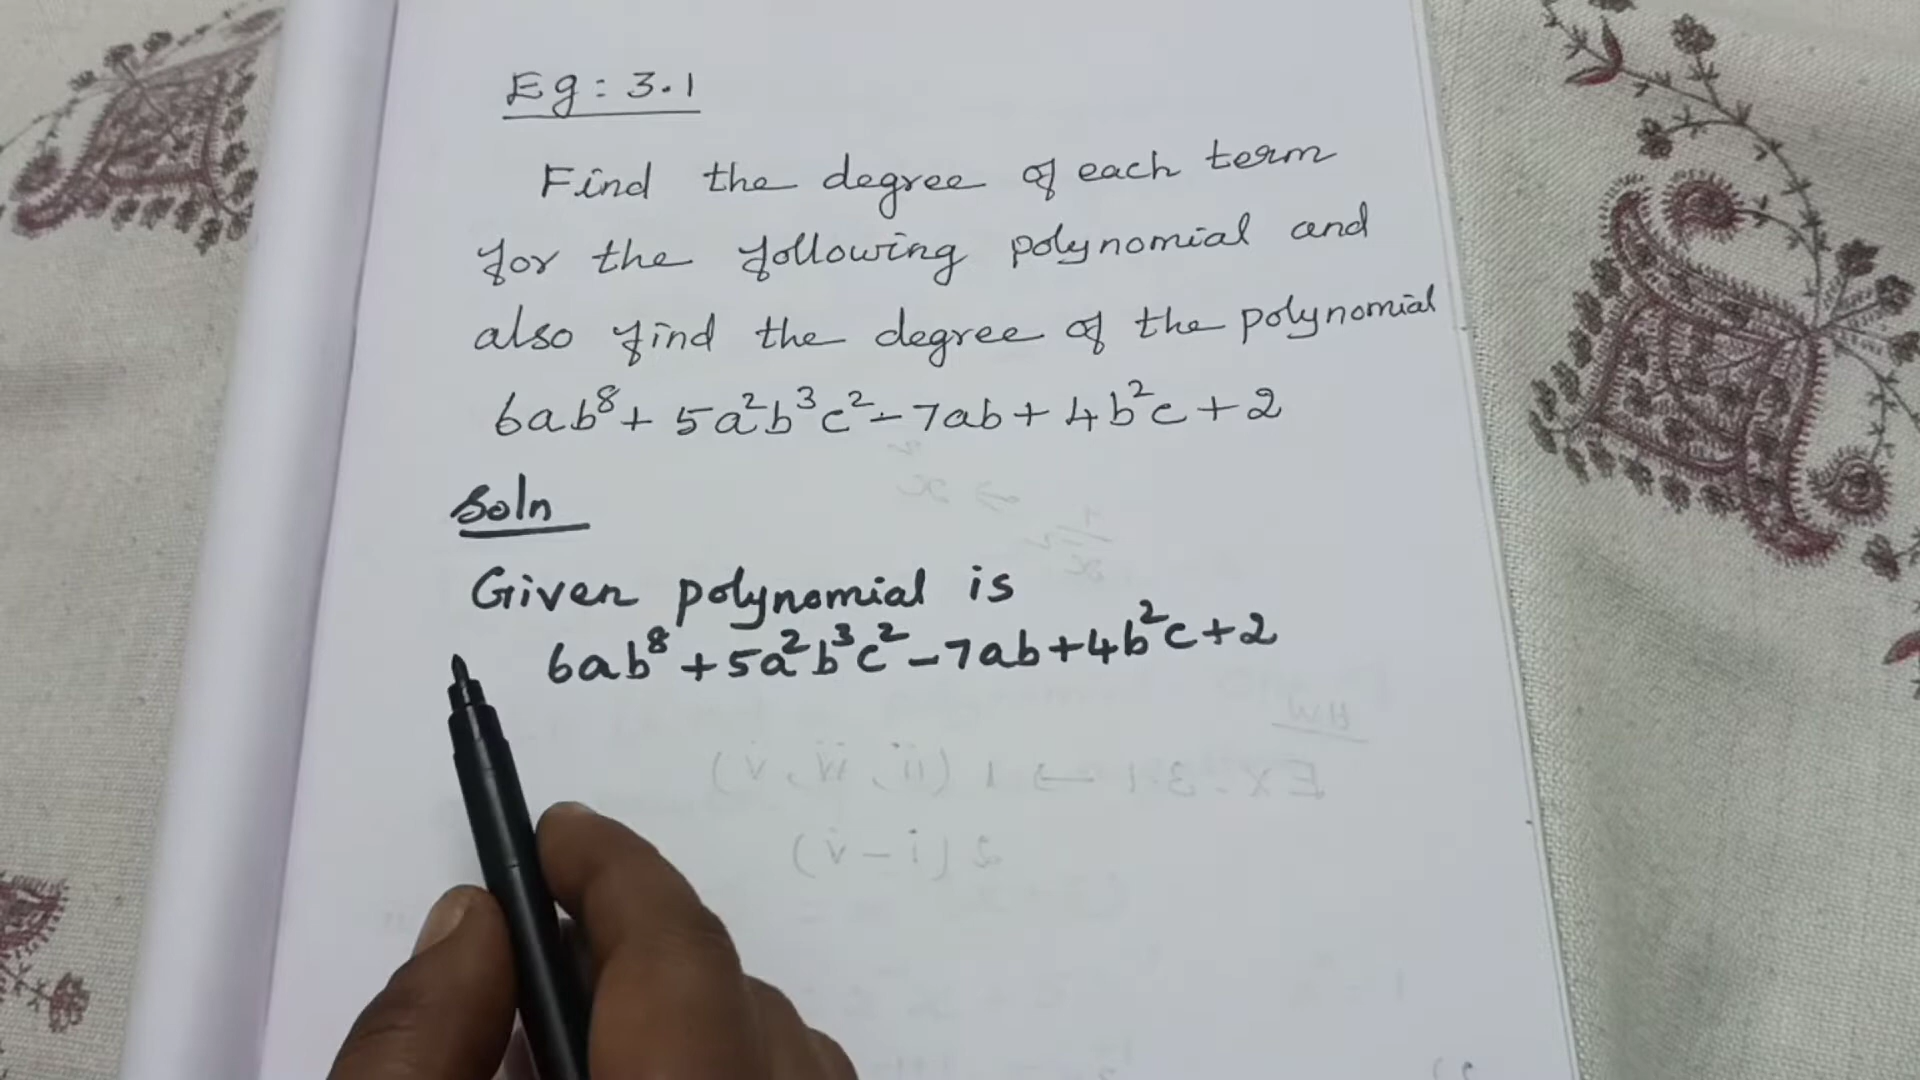 Eg: 3.1
Find the degree of each term
for the following polynomial and
also find the degree of the polynomial
6ab⁸ + 5a²b³c² - 7ab + 4b²c + 2
Soln
Given polynomial is
6ab⁸ + 5a²b³c² - 7ab + 4b²c + 2